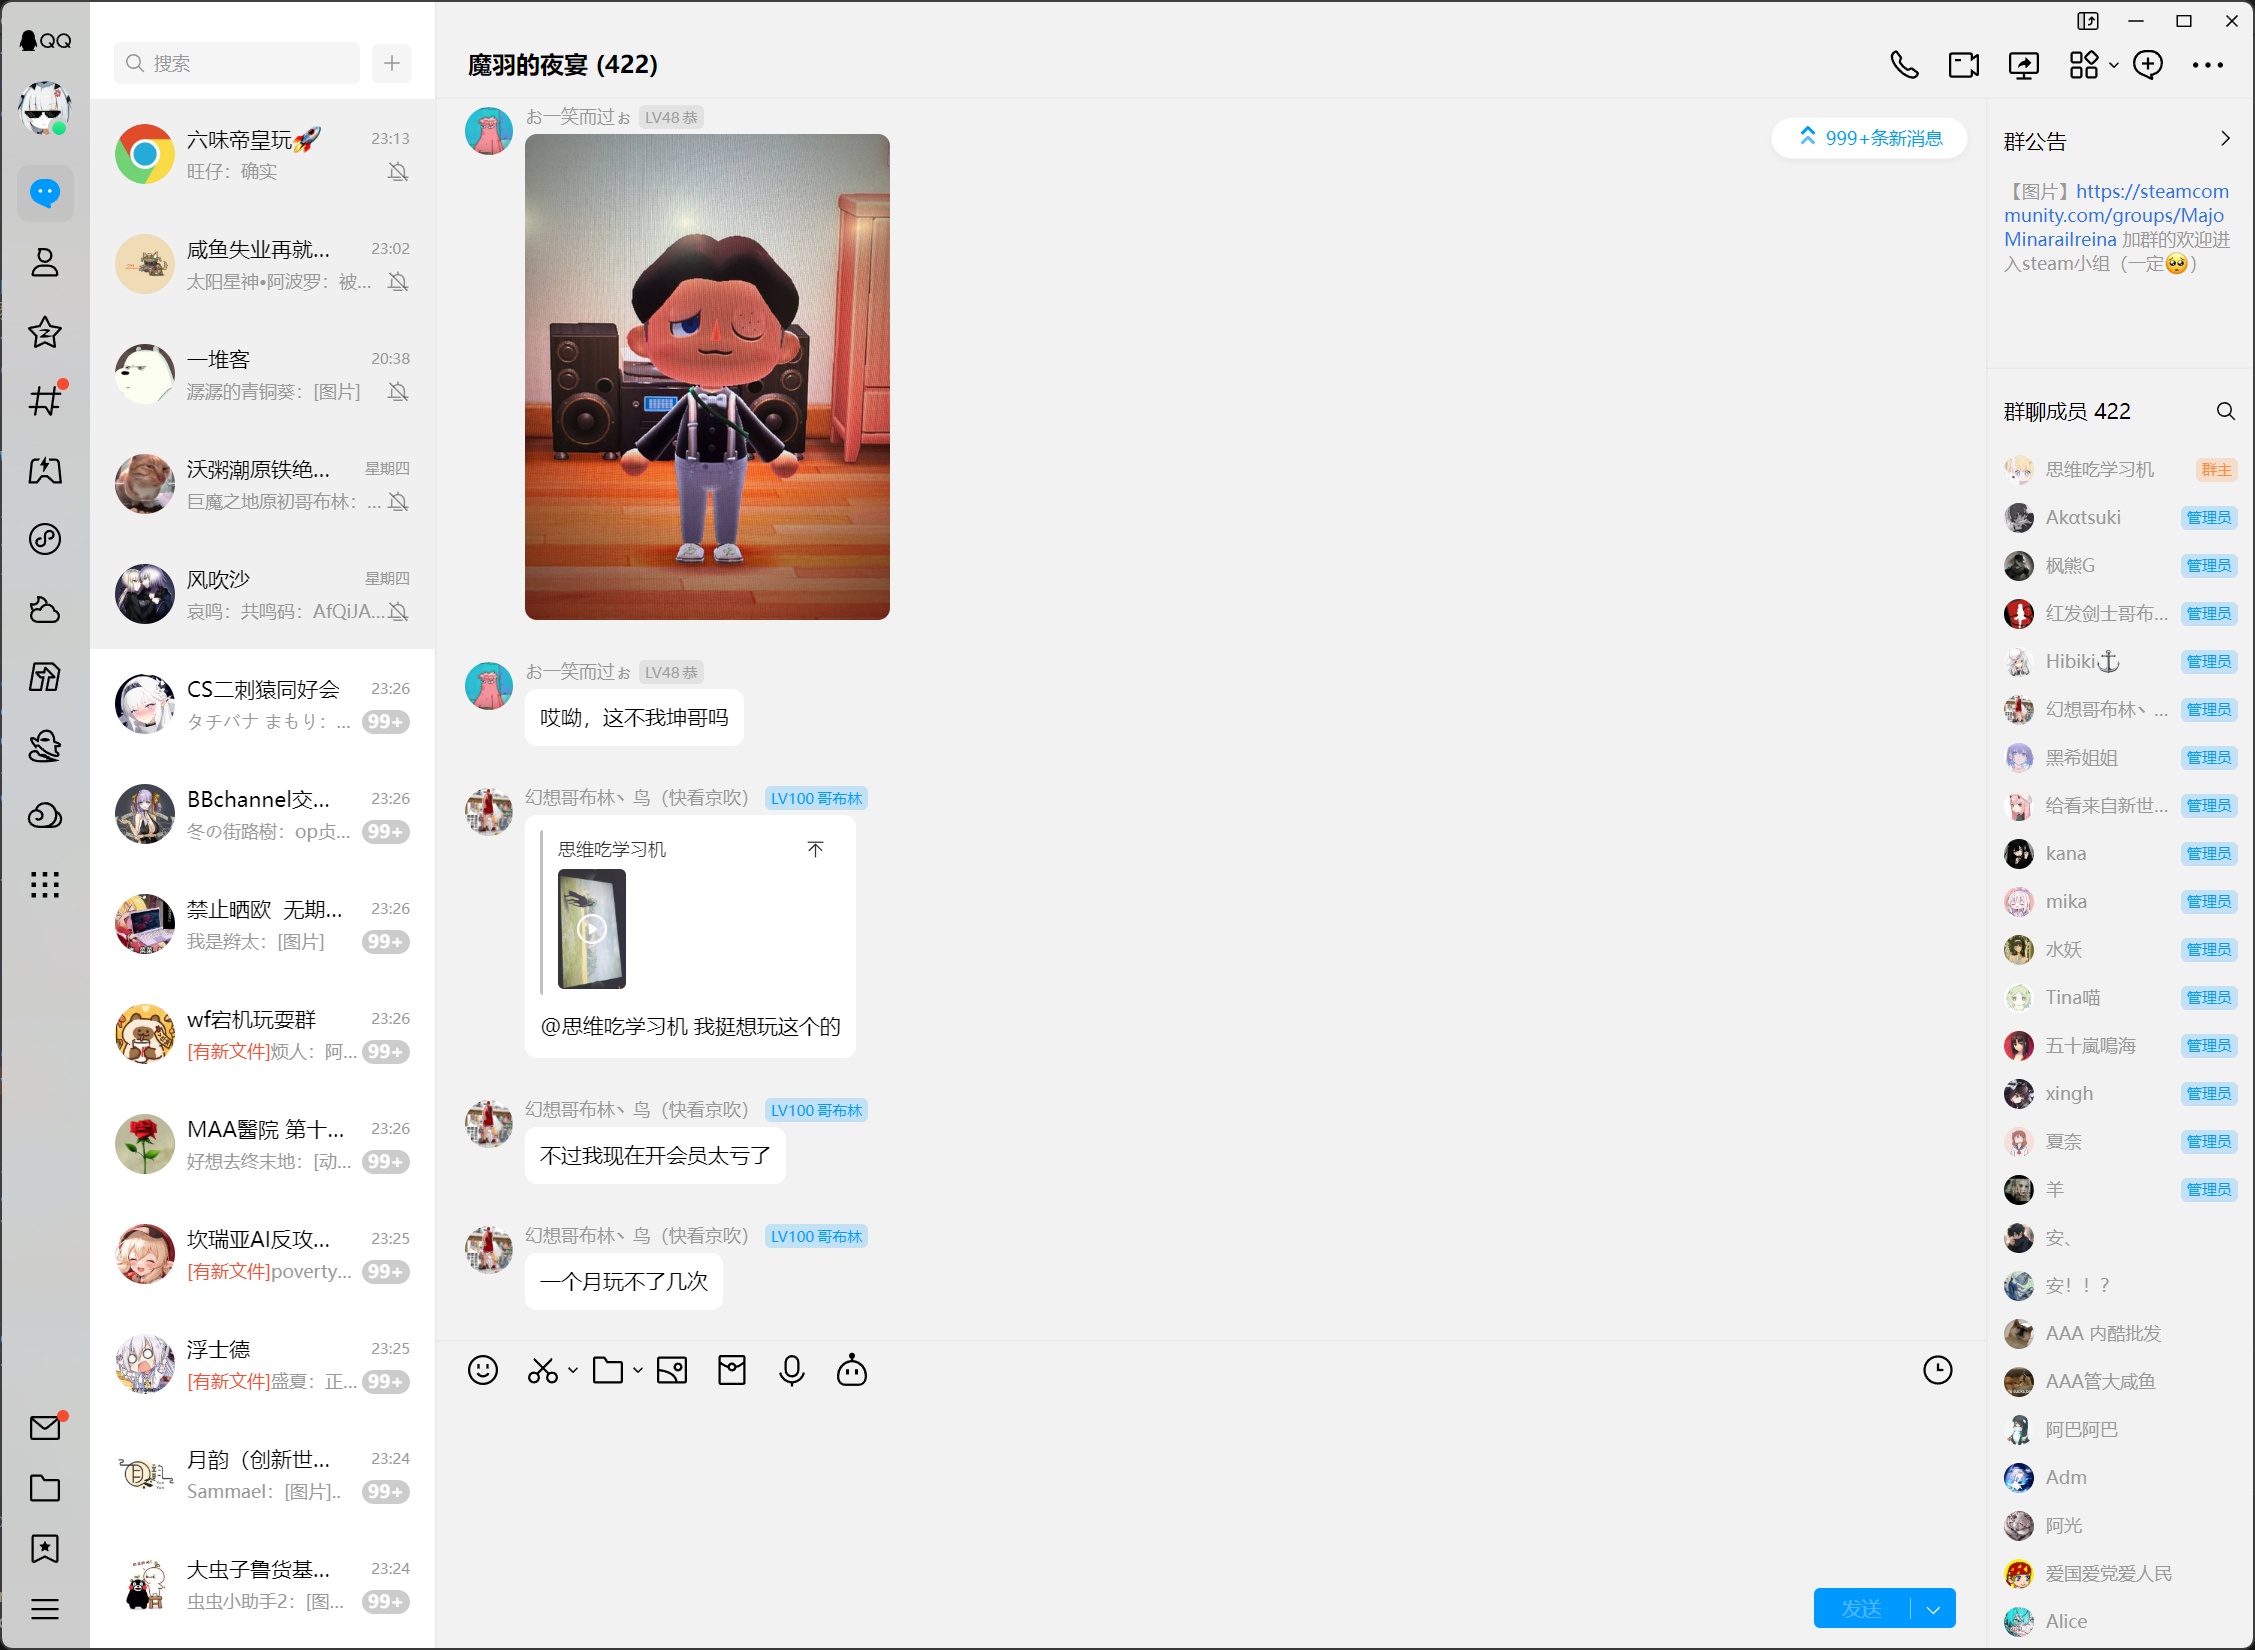 QQ
搜索
六味帝皇玩🚀 23:13
旺仔：确实
咸鱼失业再就... 23:02
太阳星神•阿波罗：被...
一堆客 20:38
潺潺的青铜葵：[图片]
沃粥潮原铁绝... 星期四
巨魔之地原初哥布林：...
风吹沙 星期四
哀鸣：共鸣码：AfQiJA...
CS二刺猿同好会 23:26
タチバナ まもり：... 99+
BBchannel交... 23:26
冬の街路樹：op贞... 99+
禁止晒欧 无期... 23:26
我是辫太：[图片] 99+
wf宕机玩耍群 23:26
[有新文件]烦人：阿... 99+
MAA醫院 第十... 23:26
好想去终末地：[动... 99+
坎瑞亚AI反攻... 23:25
[有新文件]poverty... 99+
浮士德 23:25
[有新文件]盛夏：正... 99+
月韵（创新世... 23:24
Sammael：[图片].. 99+
大虫子鲁货基... 23:24
虫虫小助手2：[图... 99+
魔羽的夜宴 (422)
999+条新消息
お一笑而过ぉ LV48 恭
お一笑而过ぉ LV48 恭
哎呦，这不我坤哥吗
幻想哥布林丶鸟（快看京吹） LV100 哥布林
思维吃学习机
@思维吃学习机 我挺想玩这个的
幻想哥布林丶鸟（快看京吹） LV100 哥布林
不过我现在开会员太亏了
幻想哥布林丶鸟（快看京吹） LV100 哥布林
一个月玩不了几次
发送
群公告
【图片】https://steamcom
munity.com/groups/Majo
MinaraiIreina 加群的欢迎进
入steam小组（一定🥺）
群聊成员 422
思维吃学习机 群主
Akαtsuki 管理员
枫熊G 管理员
红发剑士哥布... 管理员
Hibiki⚓ 管理员
幻想哥布林丶... 管理员
黑希姐姐 管理员
给看来自新世... 管理员
kana 管理员
mika 管理员
水妖 管理员
Tina喵 管理员
五十嵐鳴海 管理员
xingh 管理员
夏奈 管理员
羊 管理员
安、
安！！？
AAA 内酷批发
AAA管大咸鱼
阿巴阿巴
Adm
阿光
爱国爱党爱人民
Alice